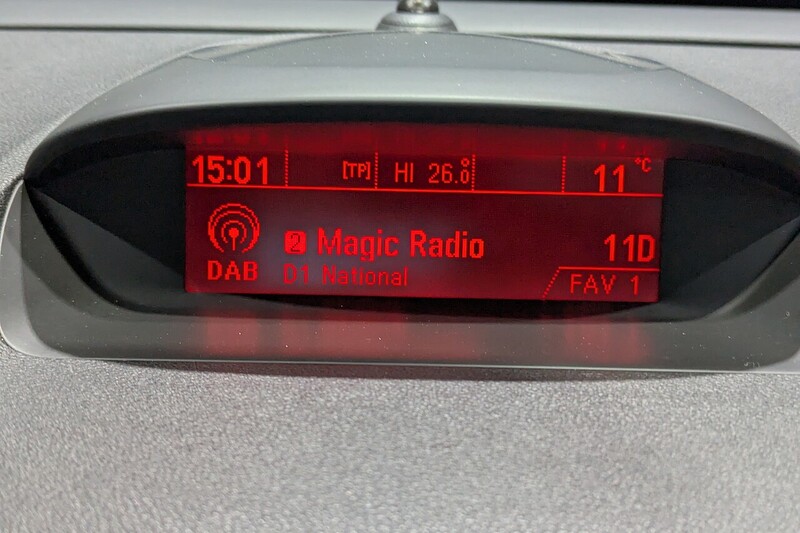 15:01 [TP] HI 26.0° 11 °C
2 Magic Radio 11D
DAB D1 National FAV 1